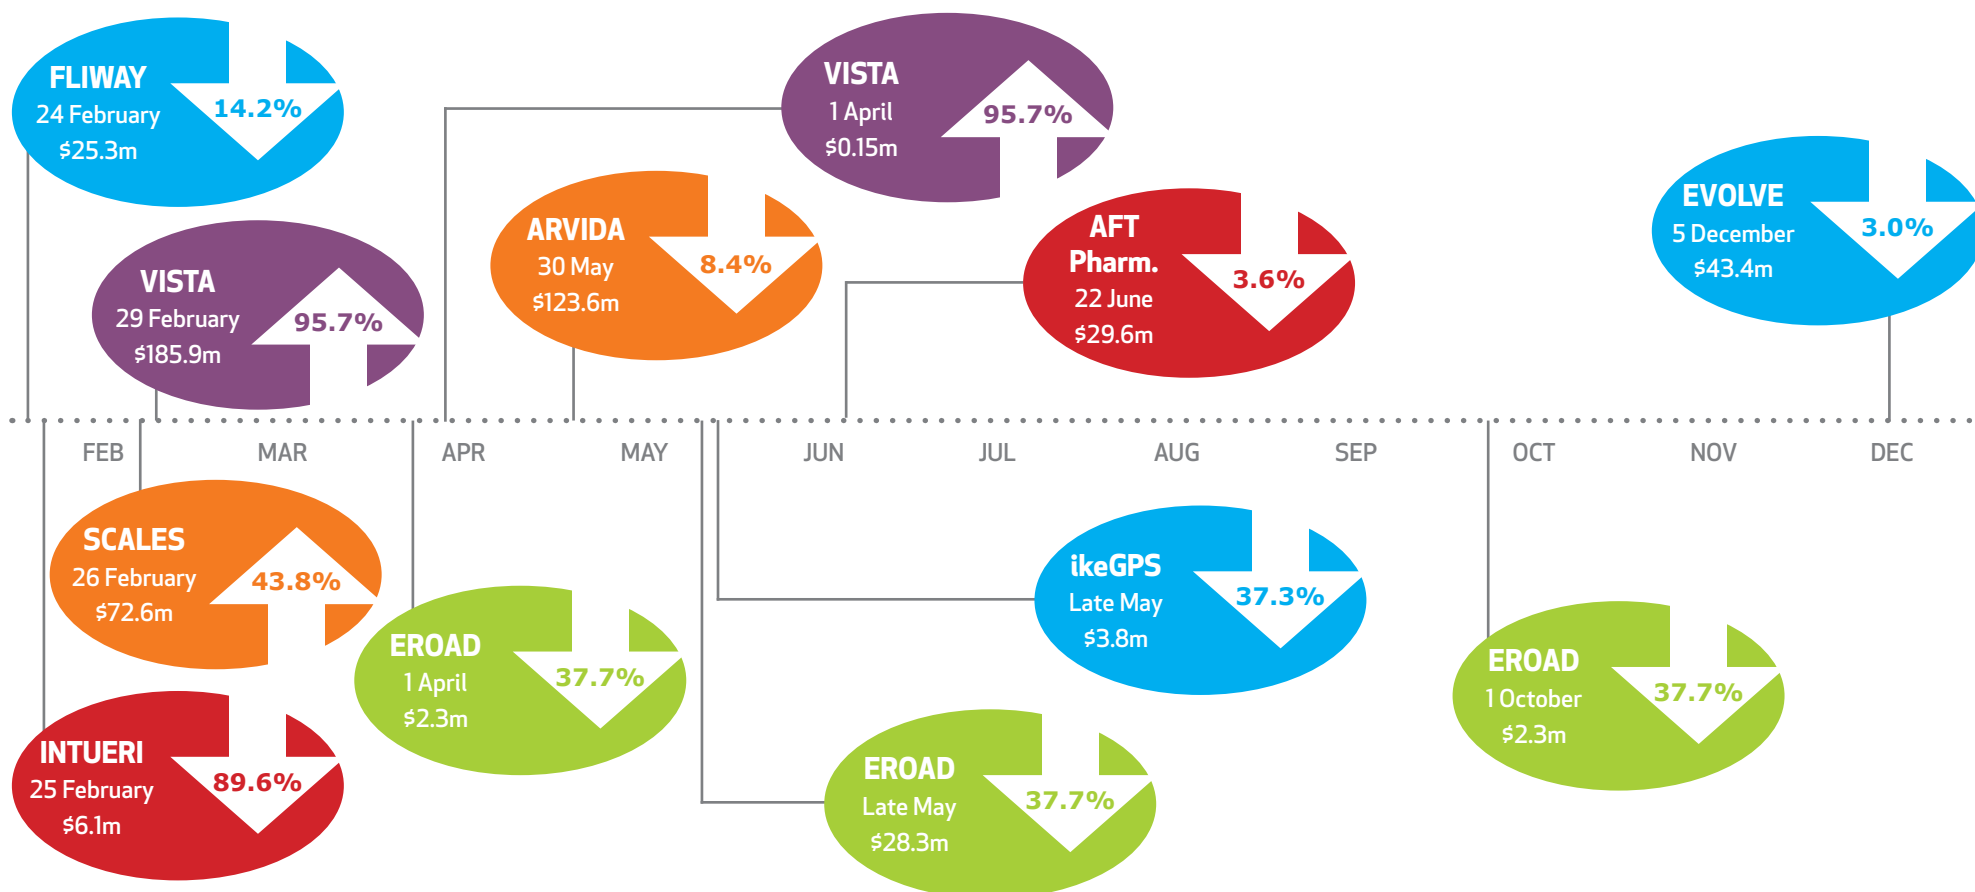 FLIWAY
24 February
$25.3m
14.2%
VISTA
29 February
$185.9m
95.7%
VISTA
1 April
$0.15m
95.7%
ARVIDA
30 May
$123.6m
8.4%
AFT
Pharm.
22 June
$29.6m
3.6%
EVOLVE
5 December
$43.4m
3.0%
FEB
MAR
APR
MAY
JUN
JUL
AUG
SEP
OCT
NOV
DEC
SCALES
26 February
$72.6m
43.8%
INTUERI
25 February
$6.1m
89.6%
EROAD
1 April
$2.3m
37.7%
ikeGPS
Late May
$3.8m
37.3%
EROAD
Late May
$28.3m
37.7%
EROAD
1 October
$2.3m
37.7%